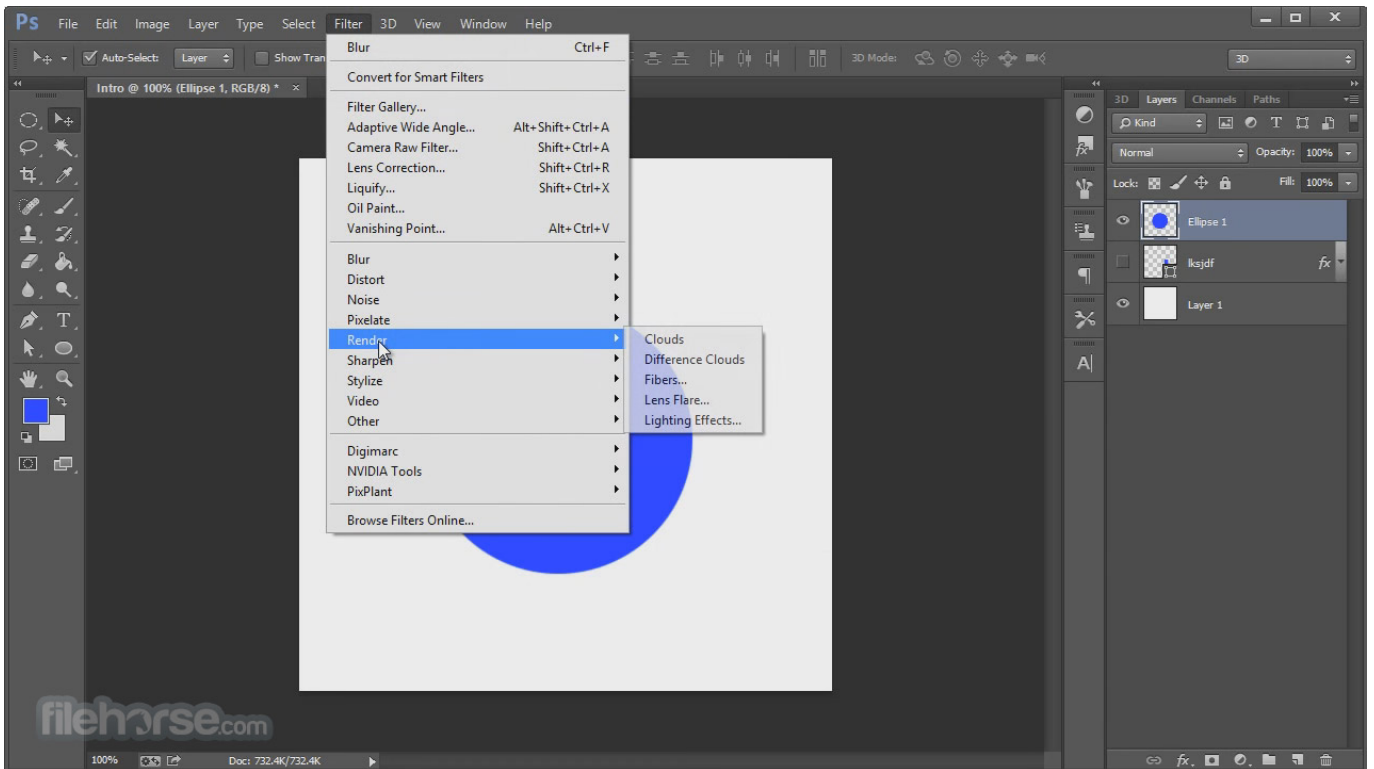 Ps File Edit Image Layer Type Select Filter 3D View Window Help
Auto-Select: Layer Show Tran 3D Mode: 3D
Intro @ 100% (Ellipse 1, RGB/8) * ×
Blur Ctrl+F
Convert for Smart Filters
Filter Gallery...
Adaptive Wide Angle... Alt+Shift+Ctrl+A
Camera Raw Filter... Shift+Ctrl+A
Lens Correction... Shift+Ctrl+R
Liquify... Shift+Ctrl+X
Oil Paint...
Vanishing Point... Alt+Ctrl+V
Blur
Distort
Noise
Pixelate
Render
Sharpen
Stylize
Video
Other
Digimarc
NVIDIA Tools
PixPlant
Browse Filters Online...
Clouds
Difference Clouds
Fibers...
Lens Flare...
Lighting Effects...
3D Layers Channels Paths
Kind T
Normal Opacity: 100%
Lock: Fill: 100%
Ellipse 1
lksjdf fx
Layer 1
fx
A
T
filehorse.com
100% Doc: 732.4K/732.4K
fx